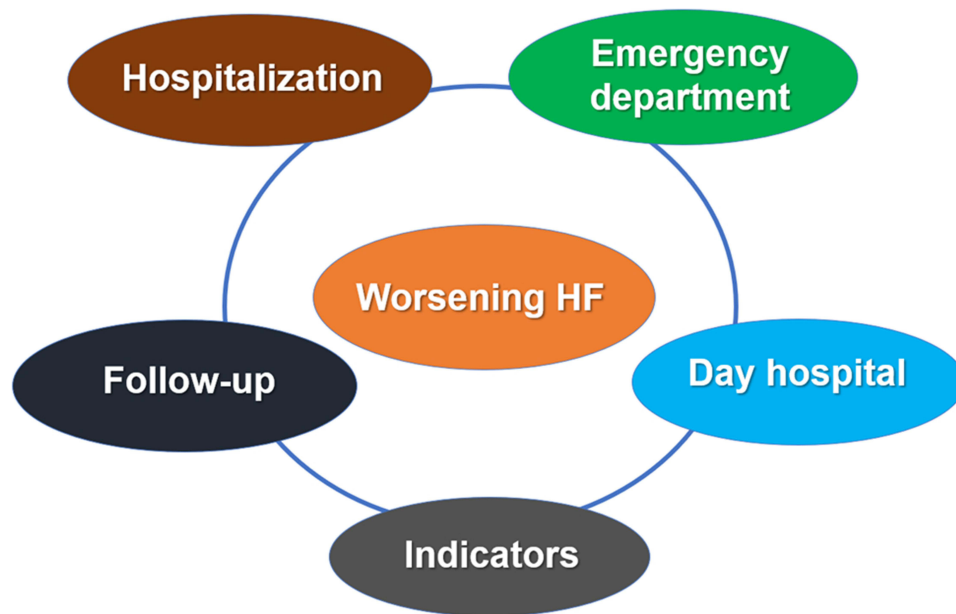 Hospitalization
Emergency
department
Worsening HF
Follow-up
Day hospital
Indicators